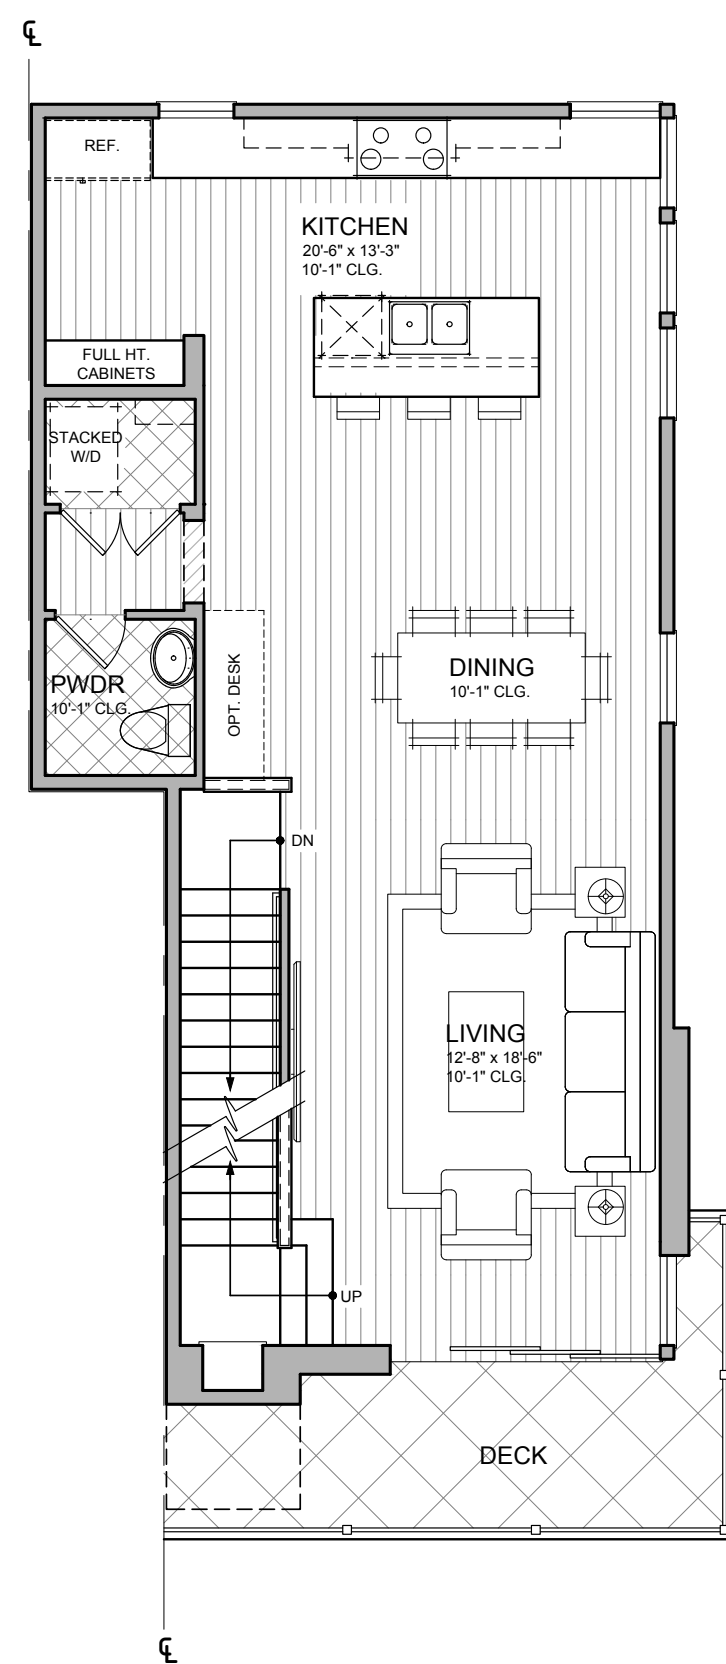 ℄
REF.
KITCHEN
20'-6" x 13'-3"
10'-1" CLG.
FULL HT.
CABINETS
STACKED
W/D
OPT. DESK
DINING
10'-1" CLG.
PWDR
10'-1" CLG.
DN
LIVING
12'-8" x 18'-6"
10'-1" CLG.
UP
DECK
℄